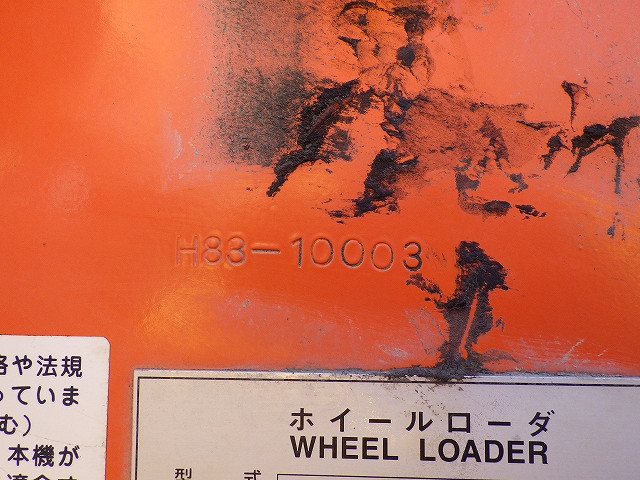 H83-10003
格や法規
っていま
む）
本機が
ホイールローダ
WHEEL LOADER
型 式